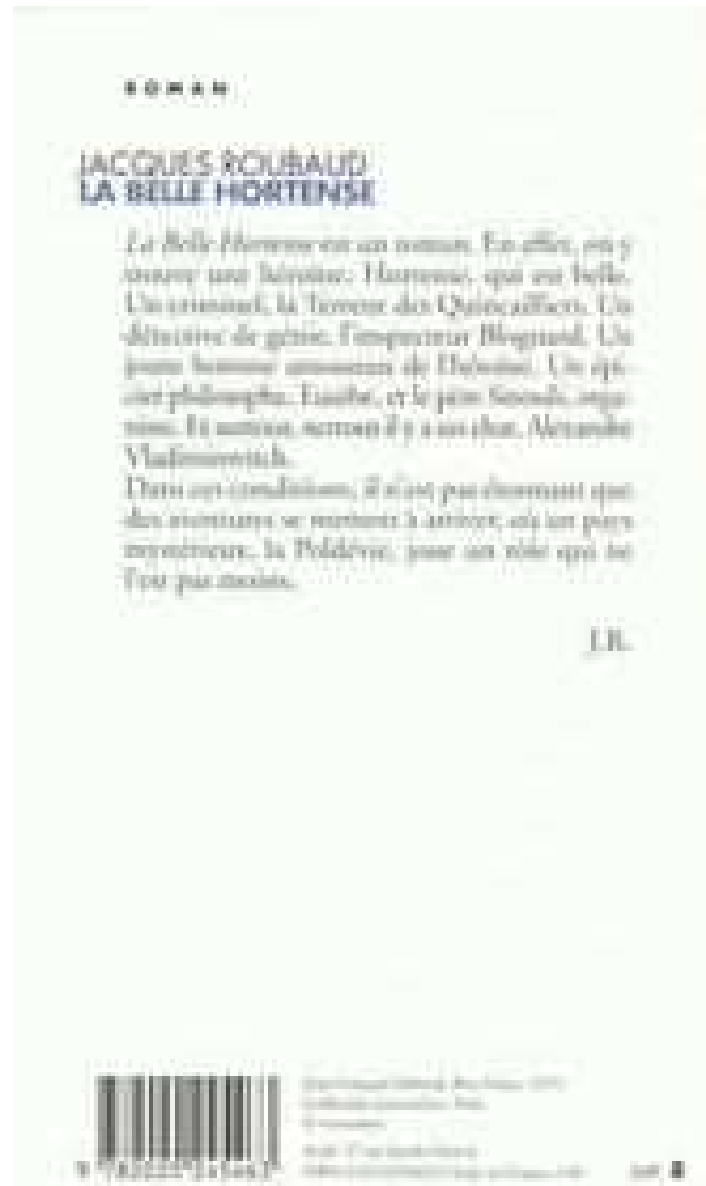 ROMAN
JACQUES ROUBAUD
LA BELLE HORTENSE
La Belle Hortense est un roman. En effet, on y
trouve une héroïne, Hortense, qui est belle.
Un criminel, la Terreur des Quincailliers. Un
détective de génie, l'inspecteur Blognard. Un
jeune homme amoureux de l'héroïne. Un épi-
cier philosophe, Eusèbe, et le père Sinouls, orga-
niste. Et surtout, surtout il y a un chat, Alexandre
Vladimirovitch.
Dans ces conditions, il n'est pas étonnant que
des aventures se mettent à arriver, où un pays
mystérieux, la Poldévie, joue un rôle qui ne
l'est pas moins.
J.R.